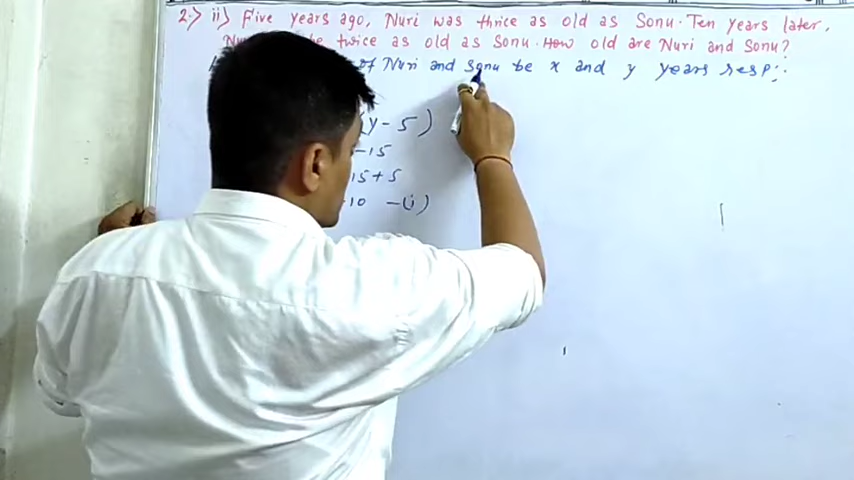 2.> ii) Five years ago, Nuri was thrice as old as Sonu. Ten years later,
twice as old as Sonu. How old are Nuri and Sonu?
of Nuri and Sonu be x and y years resp:.
(y-5)
-15
15+5
-10 -(i)